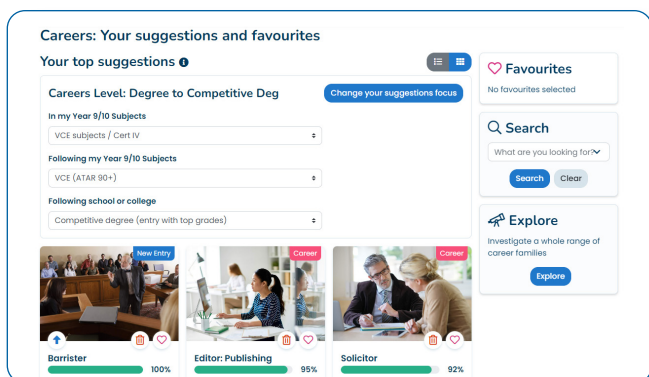 Careers: Your suggestions and favourites
Your top suggestions
Careers Level: Degree to Competitive Deg
Change your suggestions focus
In my Year 9/10 Subjects
VCE subjects / Cert IV
Following my Year 9/10 Subjects
VCE (ATAR 90+)
Following school or college
Competitive degree (entry with top grades)
New Entry
Barrister
100%
Career
Editor: Publishing
95%
Career
Solicitor
92%
Favourites
No favourites selected
Search
What are you looking for?
Search
Clear
Explore
Investigate a whole range of
career families
Explore